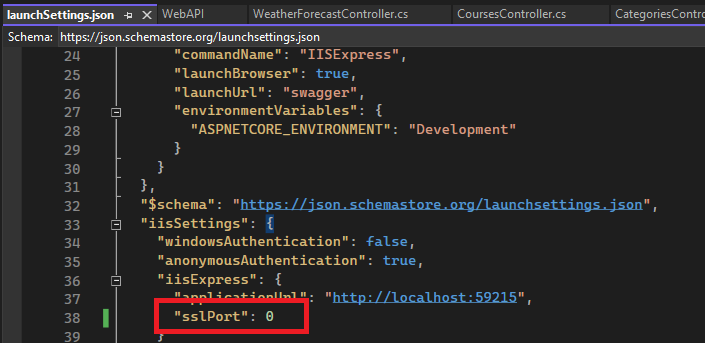 launchSettings.json WebAPI WeatherForecastController.cs CoursesController.cs CategoriesContro
Schema: https://json.schemastore.org/launchsettings.json
24 "commandName": "IISExpress",
25 "launchBrowser": true,
26 "launchUrl": "swagger",
27 "environmentVariables": {
28 "ASPNETCORE_ENVIRONMENT": "Development"
29 }
30 }
31 },
32 "$schema": "https://json.schemastore.org/launchsettings.json",
33 "iisSettings": {
34 "windowsAuthentication": false,
35 "anonymousAuthentication": true,
36 "iisExpress": {
37 "applicationUrl": "http://localhost:59215",
38 "sslPort": 0
39 }